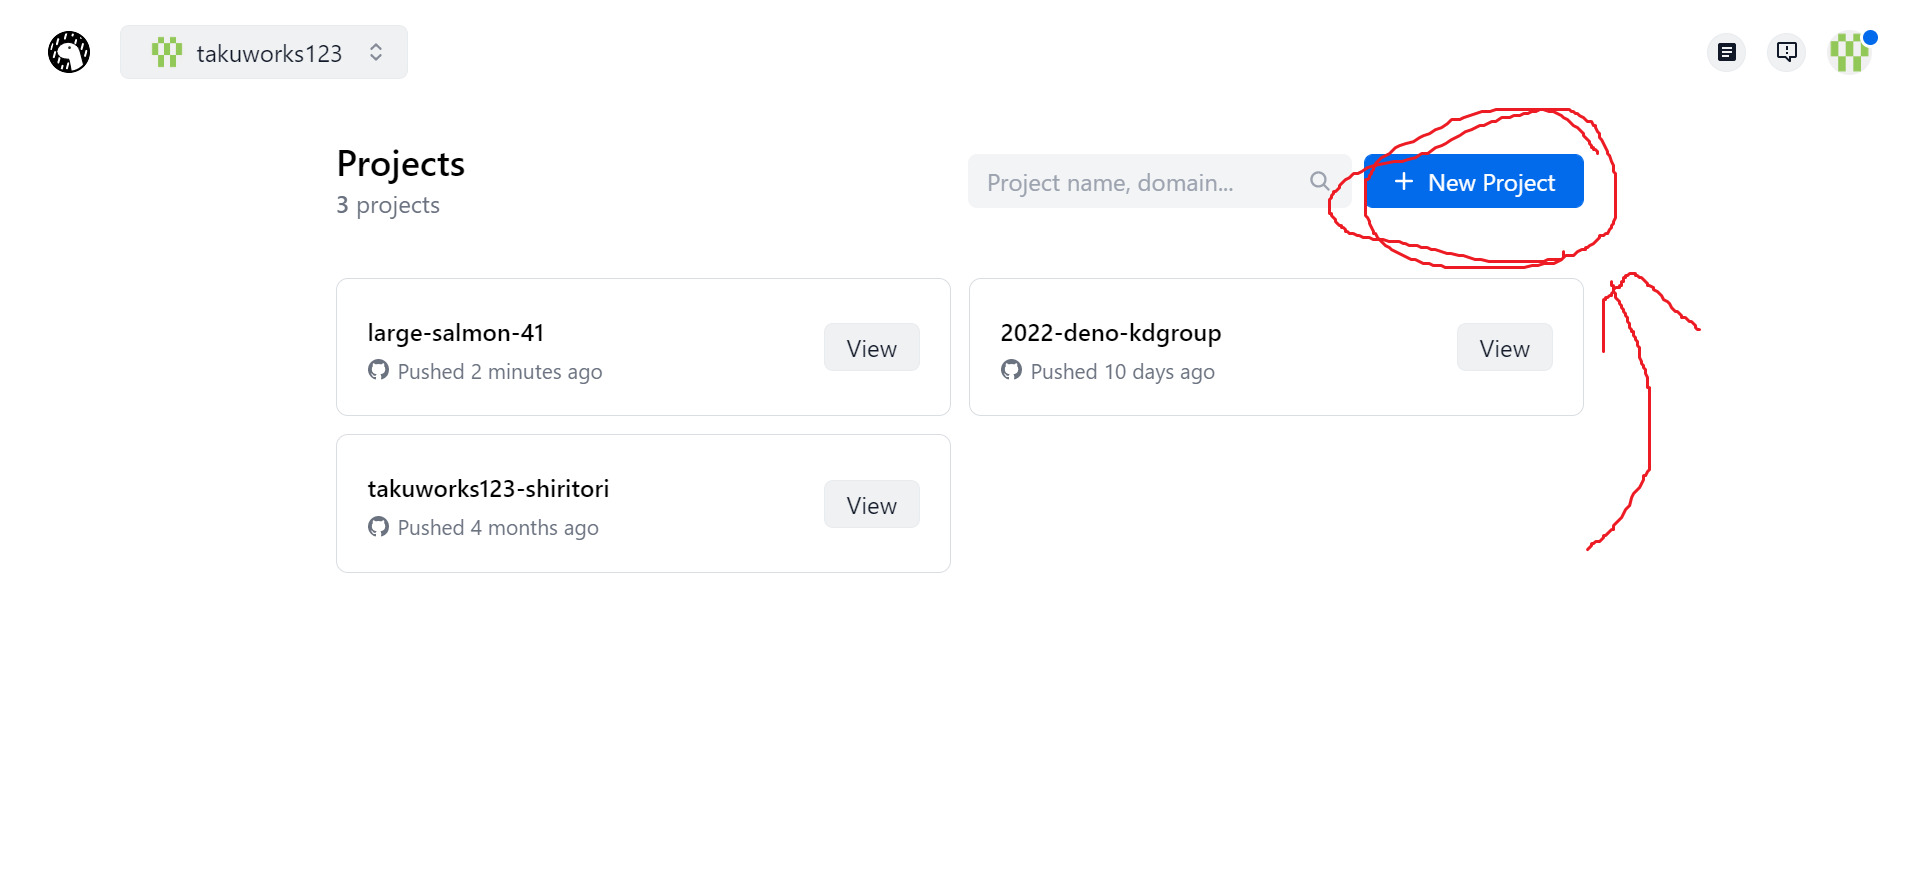 takuworks123
Projects
3 projects
Project name, domain...
+ New Project
large-salmon-41
Pushed 2 minutes ago
View
2022-deno-kdgroup
Pushed 10 days ago
View
takuworks123-shiritori
Pushed 4 months ago
View